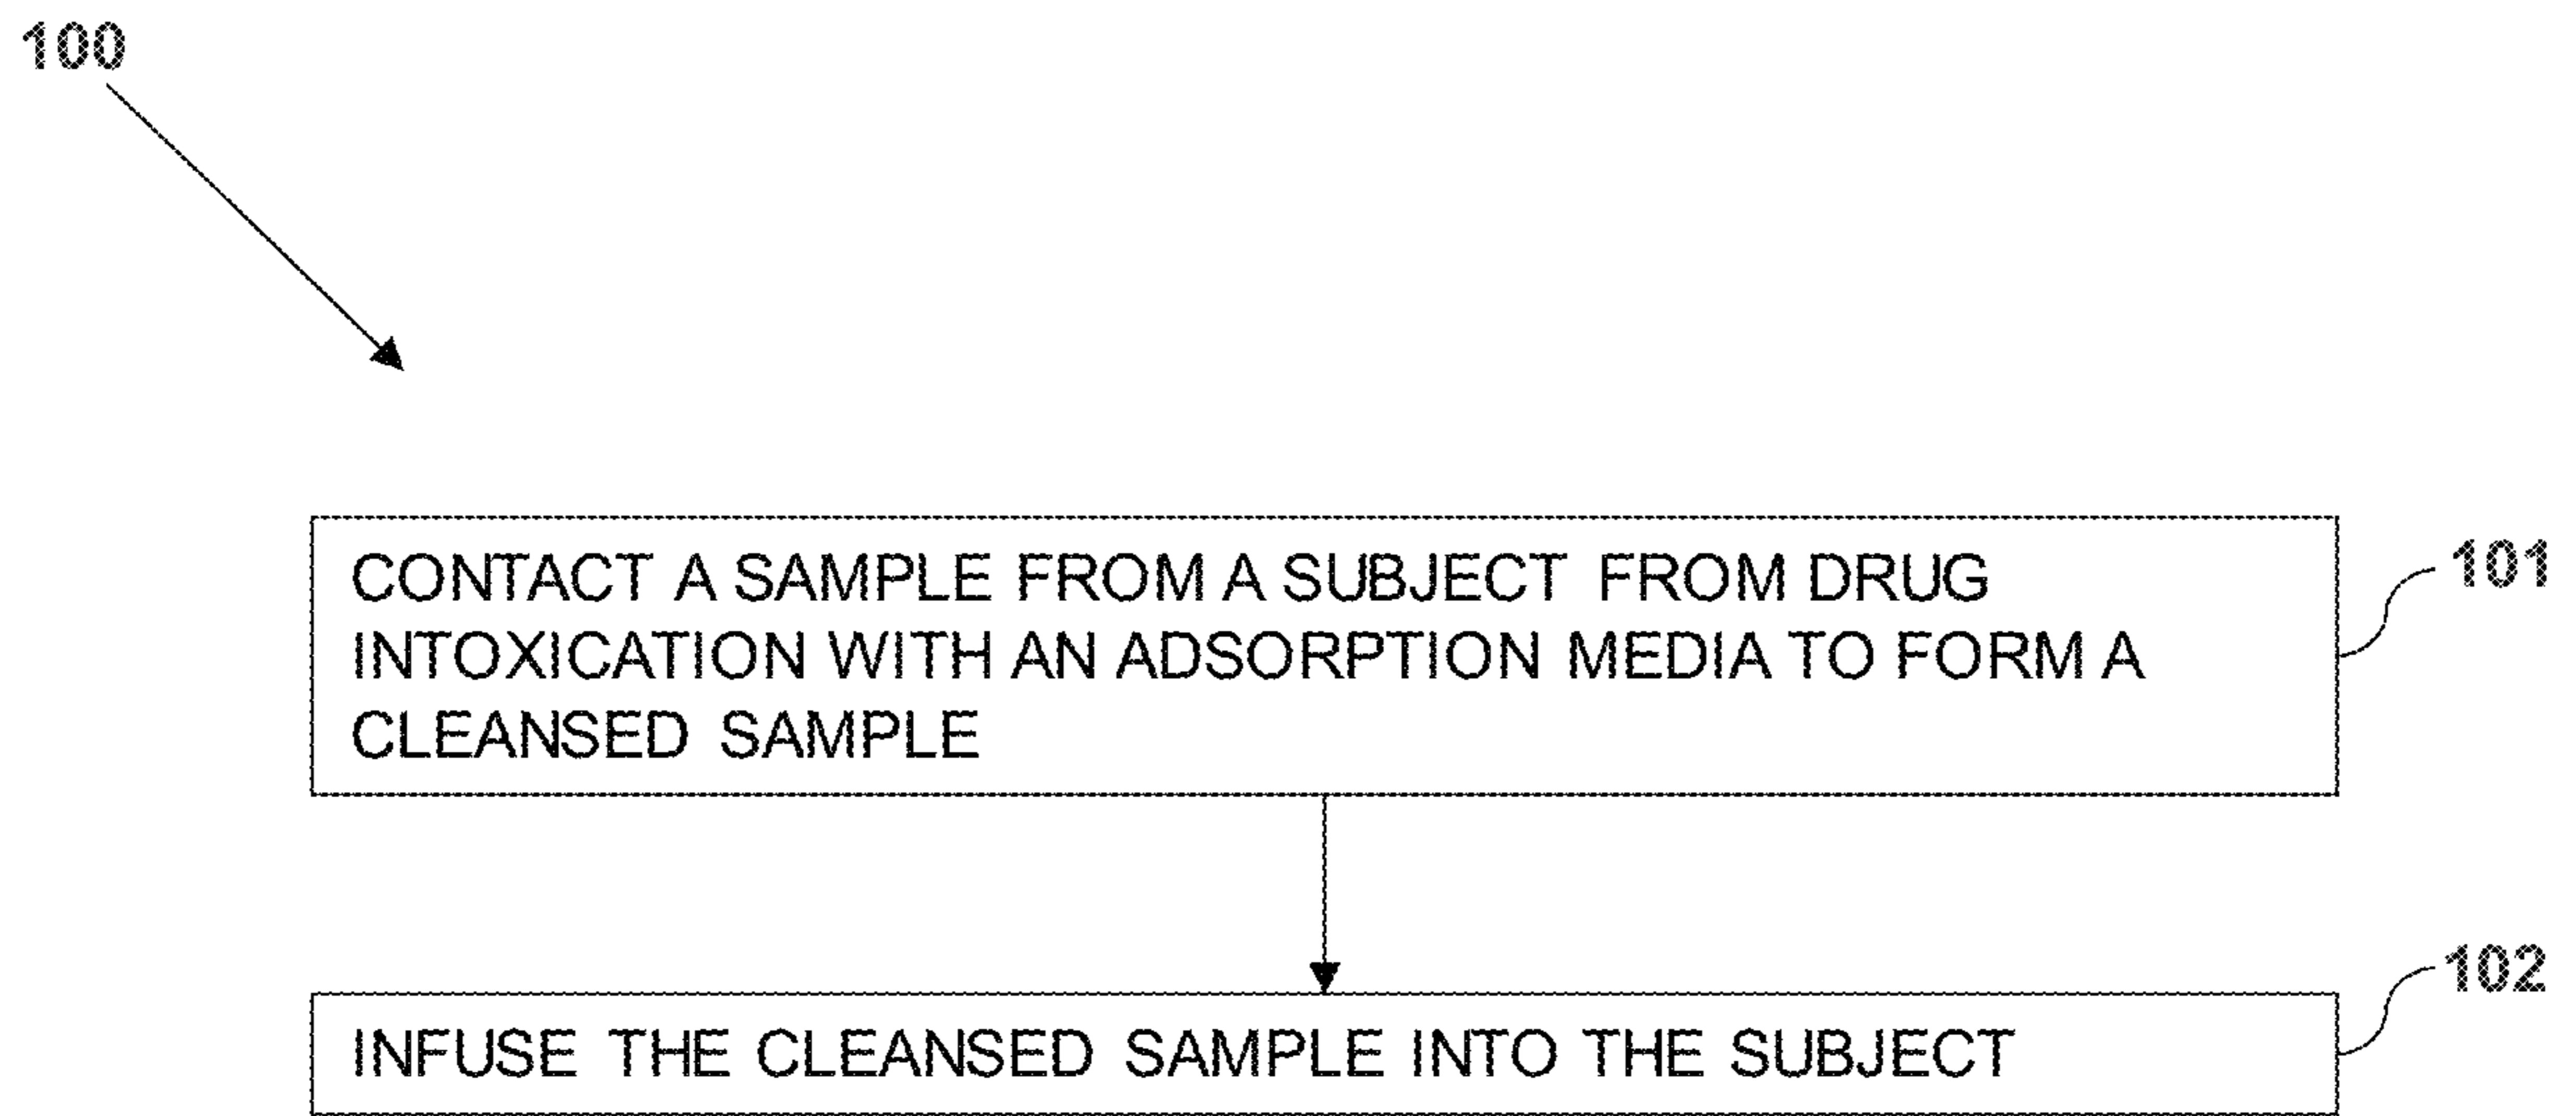 100
CONTACT A SAMPLE FROM A SUBJECT FROM DRUG
101
INTOXICATION WITH AN ADSORPTION MEDIA TO FORM A
CLEANSED SAMPLE
102
INFUSE THE CLEANSED SAMPLE INTO THE SUBJECT